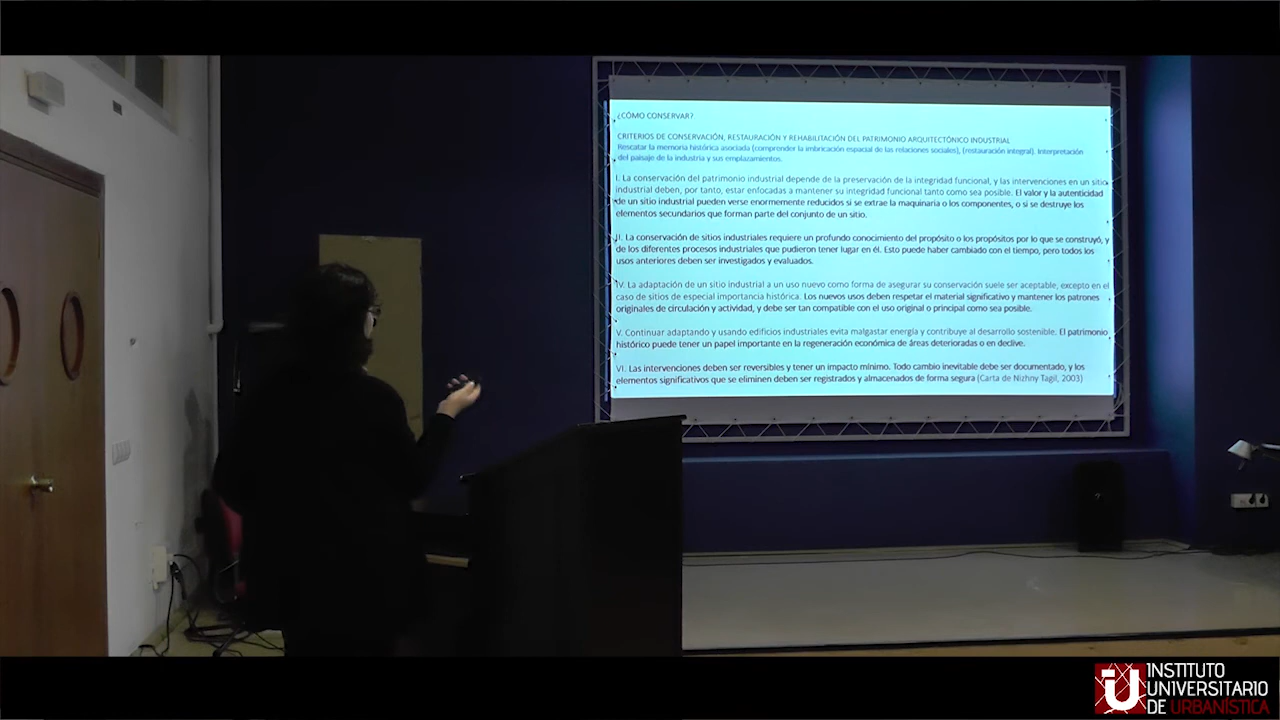 ¿CÓMO CONSERVAR?
CRITERIOS DE CONSERVACIÓN, RESTAURACIÓN Y REHABILITACIÓN DEL PATRIMONIO ARQUITECTÓNICO INDUSTRIAL
Rescatar la memoria histórica asociada (comprender la imbricación espacial de las relaciones sociales), (restauración integral). Interpretación
del paisaje de la industria y sus emplazamientos.
I. La conservación del patrimonio industrial depende de la preservación de la integridad funcional, y las intervenciones en un sitio
industrial deben, por tanto, estar enfocadas a mantener su integridad funcional tanto como sea posible. El valor y la autenticidad
de un sitio industrial pueden verse enormemente reducidos si se extrae la maquinaria o los componentes, o si se destruye los
elementos secundarios que forman parte del conjunto de un sitio.
II. La conservación de sitios industriales requiere un profundo conocimiento del propósito o los propósitos por lo que se construyó, y
de los diferentes procesos industriales que pudieron tener lugar en él. Esto puede haber cambiado con el tiempo, pero todos los
usos anteriores deben ser investigados y evaluados.
IV. La adaptación de un sitio industrial a un uso nuevo como forma de asegurar su conservación suele ser aceptable, excepto en el
caso de sitios de especial importancia histórica. Los nuevos usos deben respetar el material significativo y mantener los patrones
originales de circulación y actividad, y debe ser tan compatible con el uso original o principal como sea posible.
V. Continuar adaptando y usando edificios industriales evita malgastar energía y contribuye al desarrollo sostenible. El patrimonio
histórico puede tener un papel importante en la regeneración económica de áreas deterioradas o en declive.
VI. Las intervenciones deben ser reversibles y tener un impacto mínimo. Todo cambio inevitable debe ser documentado, y los
elementos significativos que se eliminen deben ser registrados y almacenados de forma segura (Carta de Nizhny Tagil, 2003)
INSTITUTO
UNIVERSITARIO
DE URBANÍSTICA